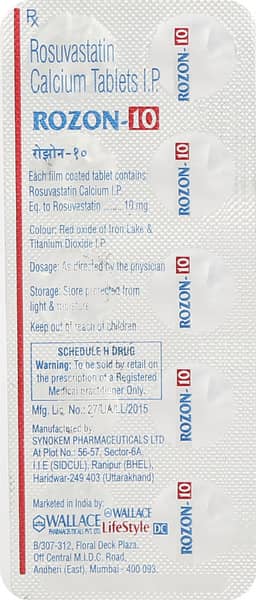 Rx
Rosuvastatin
Calcium Tablets I.P.
ROZON-10
रोझोन-१०
Each film coated tablet contains:
Rosuvastatin Calcium I.P.
Eq. to Rosuvastatin ........10 mg
Colour: Red oxide of Iron Lake &
Titanium Dioxide I.P.
Dosage: As directed by the physician
Storage: Store protected from
light & moisture
Keep out of reach of children
SCHEDULE H DRUG
Warning: To be sold by retail on
the prescription of a Registered
Medical practitioner Only.
Mfg. Lic. No.: 27/UA/LL/2015
Manufactured by
SYNOKEM PHARMACEUTICALS LTD.
At Plot No.: 56-57, Sector-6A,
I.I.E (SIDCUL), Ranipur (BHEL),
Haridwar-249 403 (Uttarakhand)
Marketed in India by:
WALLACE
PHARMACEUTICALS PVT. LTD.
WALLACE
LifeStyle DC
B/307-312, Floral Deck Plaza,
Off Central M.I.D.C. Road,
Andheri (East), Mumbai - 400 093.
ROZON-10
ROZON-10
ROZON-10
ROZON-10
ROZON-10